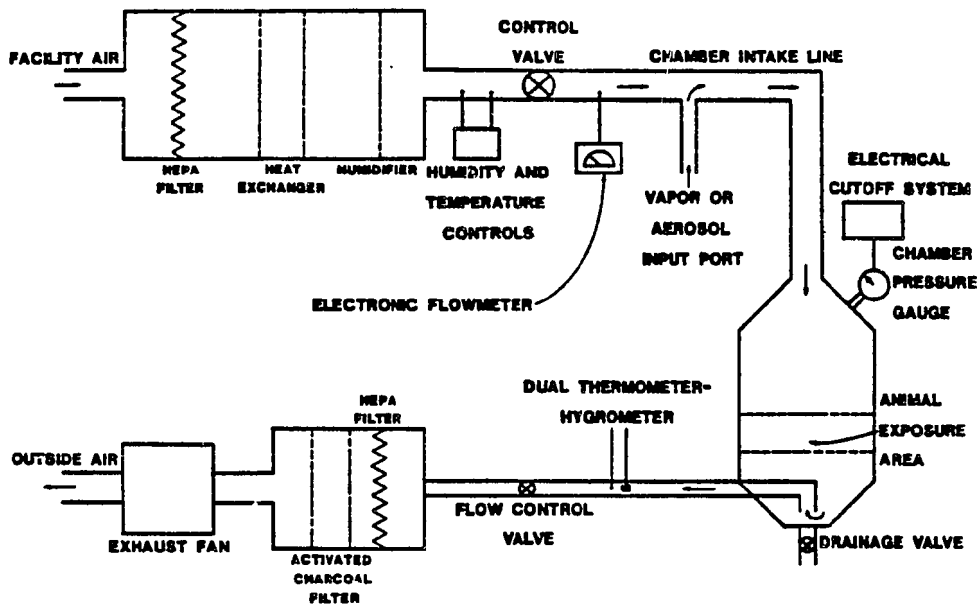 FACILITY AIR
HEPA
FILTER
HEAT
EXCHANGER
HUMIDIFIER
HUMIDITY AND
TEMPERATURE
CONTROLS
CONTROL
VALVE
CHAMBER INTAKE LINE
ELECTRONIC FLOWMETER
VAPOR OR
AEROSOL
INPUT PORT
ELECTRICAL
CUTOFF SYSTEM
CHAMBER
PRESSURE
GAUGE
ANIMAL
EXPOSURE
AREA
DRAINAGE VALVE
DUAL THERMOMETER-
HYGROMETER
FLOW CONTROL
VALVE
HEPA
FILTER
ACTIVATED
CHARCOAL
FILTER
EXHAUST FAN
OUTSIDE AIR